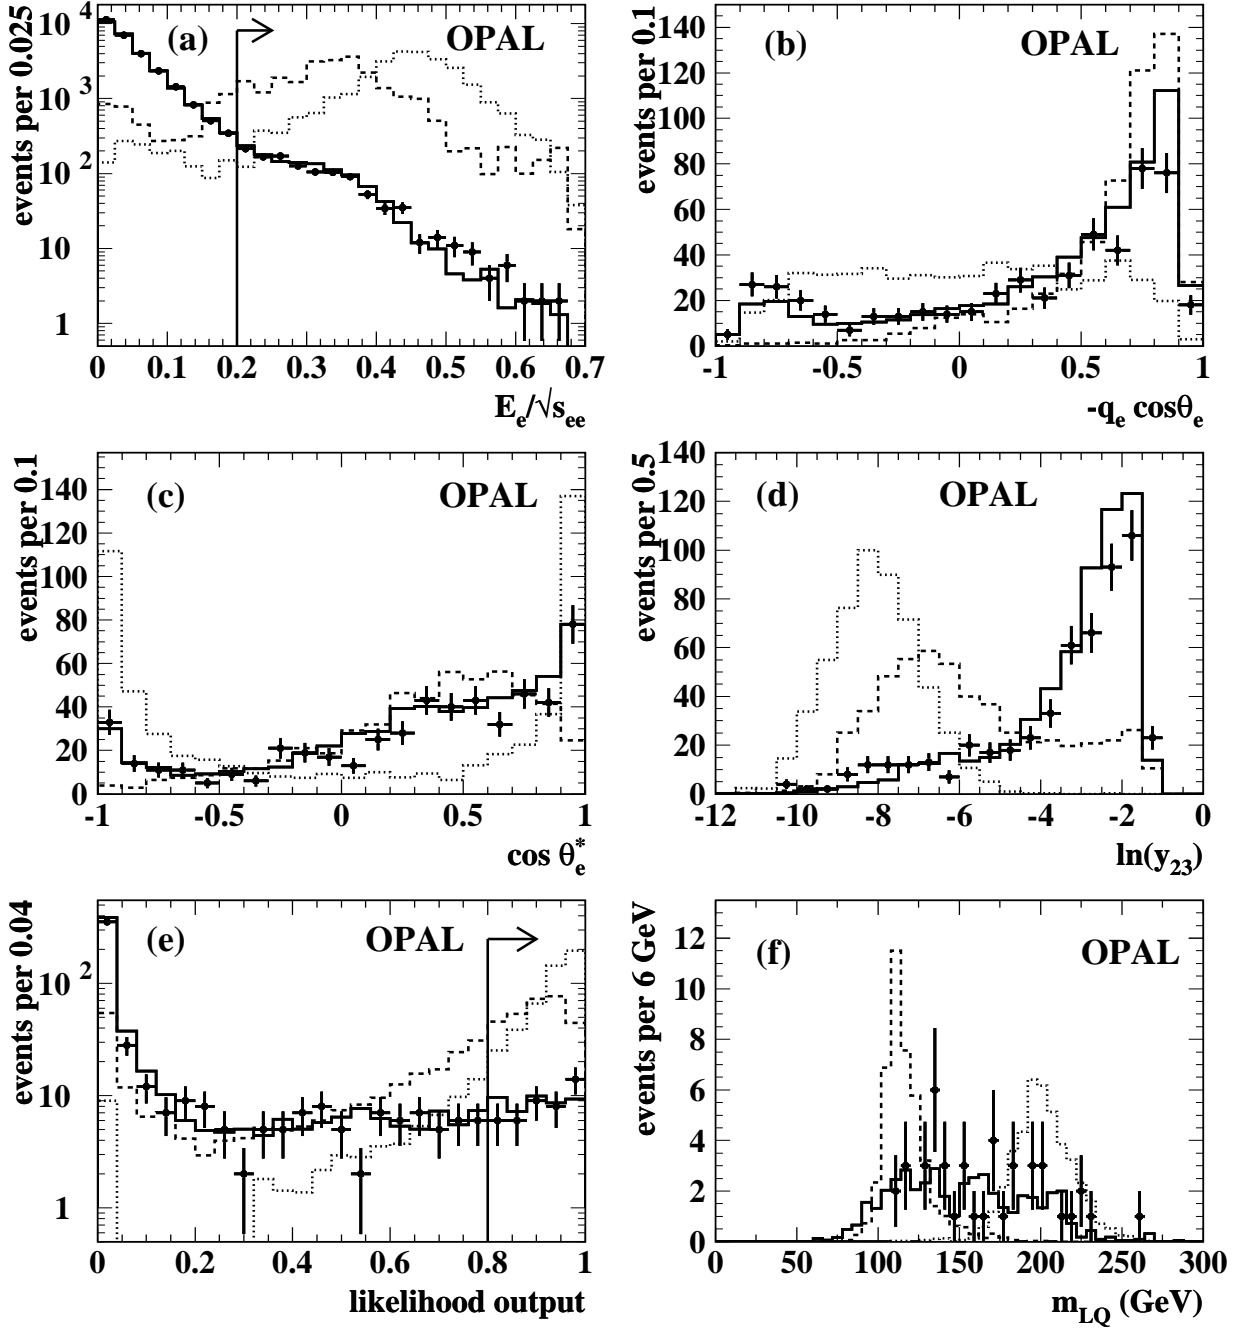 events per 0.025
10 4
10 3
10 2
10
1
(a)
OPAL
0 0.1 0.2 0.3 0.4 0.5 0.6 0.7
E_e/√s_ee
events per 0.1
140
120
100
80
60
40
20
0
(b)
OPAL
-1 -0.5 0 0.5 1
-q_e cosθ_e
events per 0.1
140
120
100
80
60
40
20
0
(c)
OPAL
-1 -0.5 0 0.5 1
cos θ_e^*
events per 0.5
140
120
100
80
60
40
20
0
(d)
OPAL
-12 -10 -8 -6 -4 -2 0
ln(y_23)
events per 0.04
10 2
10
1
(e)
OPAL
0 0.2 0.4 0.6 0.8 1
likelihood output
events per 6 GeV
12
10
8
6
4
2
0
(f)
OPAL
0 50 100 150 200 250 300
m_LQ (GeV)